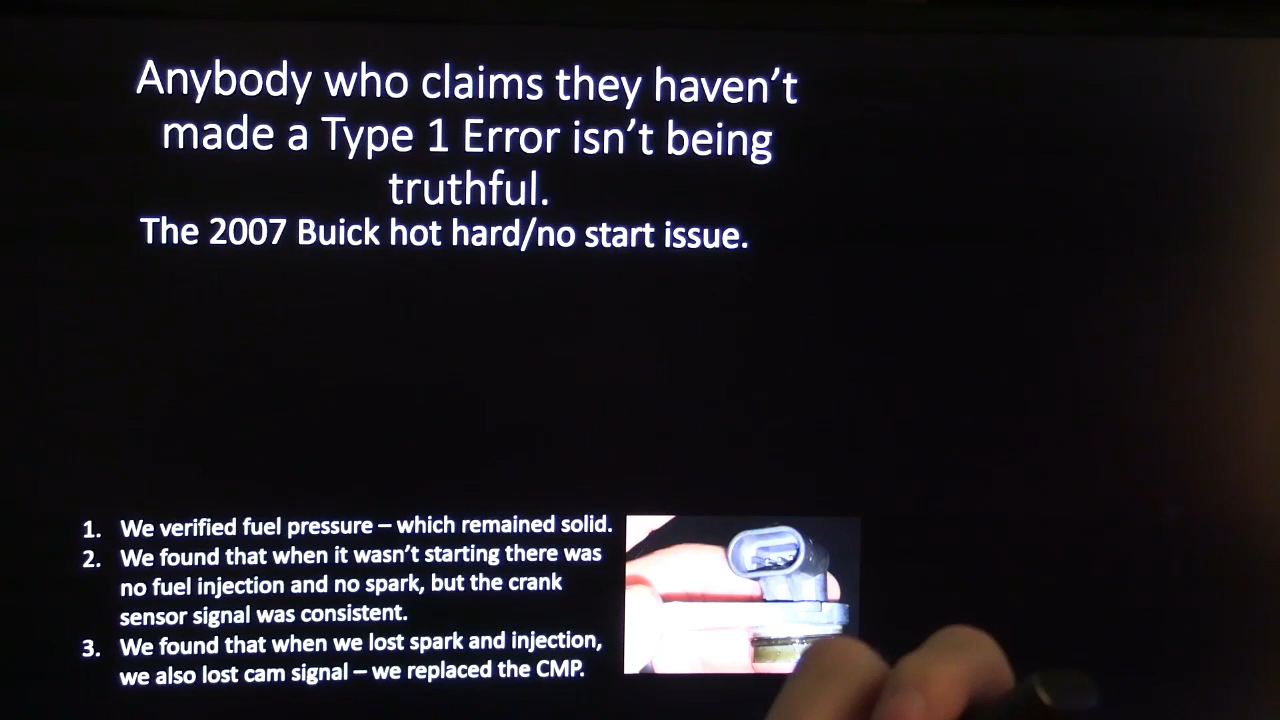 Anybody who claims they haven’t
made a Type 1 Error isn’t being
truthful.
The 2007 Buick hot hard/no start issue.
1. We verified fuel pressure – which remained solid.
2. We found that when it wasn’t starting there was
no fuel injection and no spark, but the crank
sensor signal was consistent.
3. We found that when we lost spark and injection,
we also lost cam signal – we replaced the CMP.